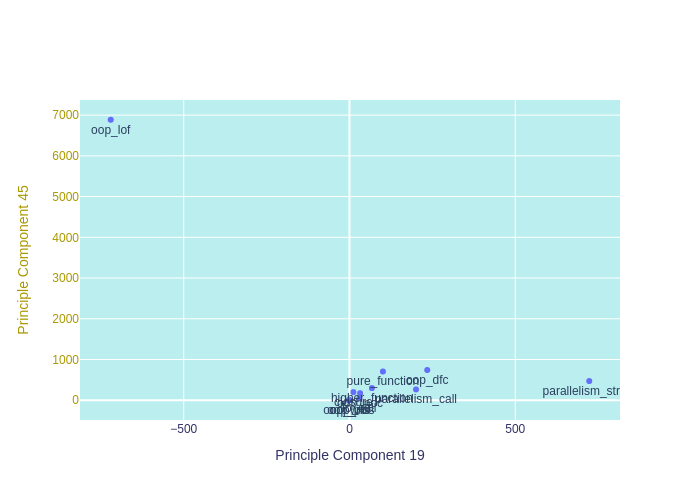 7000
oop_lof
6000
5000
4000
3000
2000
1000
pure_function
oop_dfc
parallelism_str
higher_function
parallelism_call
0
−500
0
500
Principle Component 19
Principle Component 45